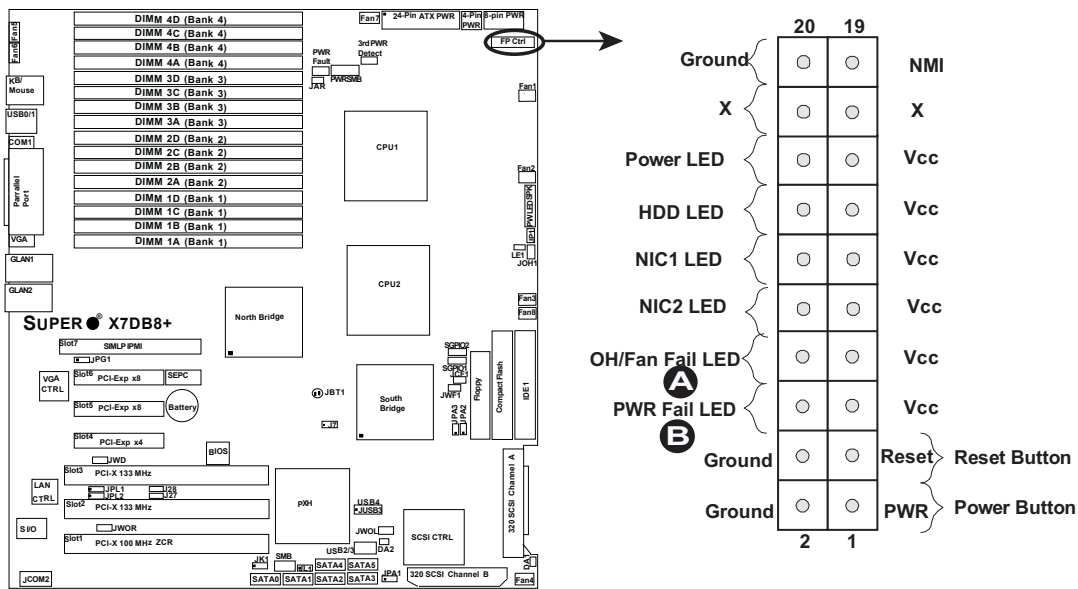 DIMM 4D (Bank 4)
DIMM 4C (Bank 4)
DIMM 4B (Bank 4)
DIMM 4A (Bank 4)
DIMM 3D (Bank 3)
DIMM 3C (Bank 3)
DIMM 3B (Bank 3)
DIMM 3A (Bank 3)
DIMM 2D (Bank 2)
DIMM 2C (Bank 2)
DIMM 2B (Bank 2)
DIMM 2A (Bank 2)
DIMM 1D (Bank 1)
DIMM 1C (Bank 1)
DIMM 1B (Bank 1)
DIMM 1A (Bank 1)
Fan5
Fan6
KB/
Mouse
USB0/1
COM1
Parrallel
Port
VGA
GLAN1
GLAN2
Fan7
24-Pin ATX PWR
4-Pin
PWR
8-pin PWR
FP Ctrl
3rd PWR
Detect
PWR
Fault
PWRSMB
JAR
Fan1
CPU1
Fan2
PW LED SPK
JP1
LE1
JOH1
CPU2
Fan3
Fan8
North Bridge
SUPER ® X7DB8+
Slot7
SIMLP IPMI
JPG1
VGA
CTRL
Slot6
PCI-Exp x8
SEPC
Slot5
PCI-Exp x8
Battery
JBT1
South
Bridge
SGPIO2
SGPIO1
JCF1
JWF1
JPA3
JPA2
Floppy
Compact Flash
IDE1
J7
Slot4
PCI-Exp x4
BIOS
JWD
Slot3
PCI-X 133 MHz
LAN
CTRL
JPL1
JPL2
J28
J27
Slot2
PCI-X 133 MHz
S I/O
JWOR
Slot1
PCI-X 100 MHz ZCR
pXH
USB4
JUSB3
JWOL
USB2/3
DA2
SCSI CTRL
320 SCSI Channel A
DA1
JCOM2
JK1
SMB
JL1
SATA4
SATA5
SATA0
SATA1
SATA2
SATA3
JPA1
320 SCSI Channel B
Fan4
20 19
Ground NMI
X X
Power LED Vcc
HDD LED Vcc
NIC1 LED Vcc
NIC2 LED Vcc
OH/Fan Fail LED Vcc
A
PWR Fail LED Vcc
B
Ground Reset Reset Button
Ground PWR Power Button
2 1